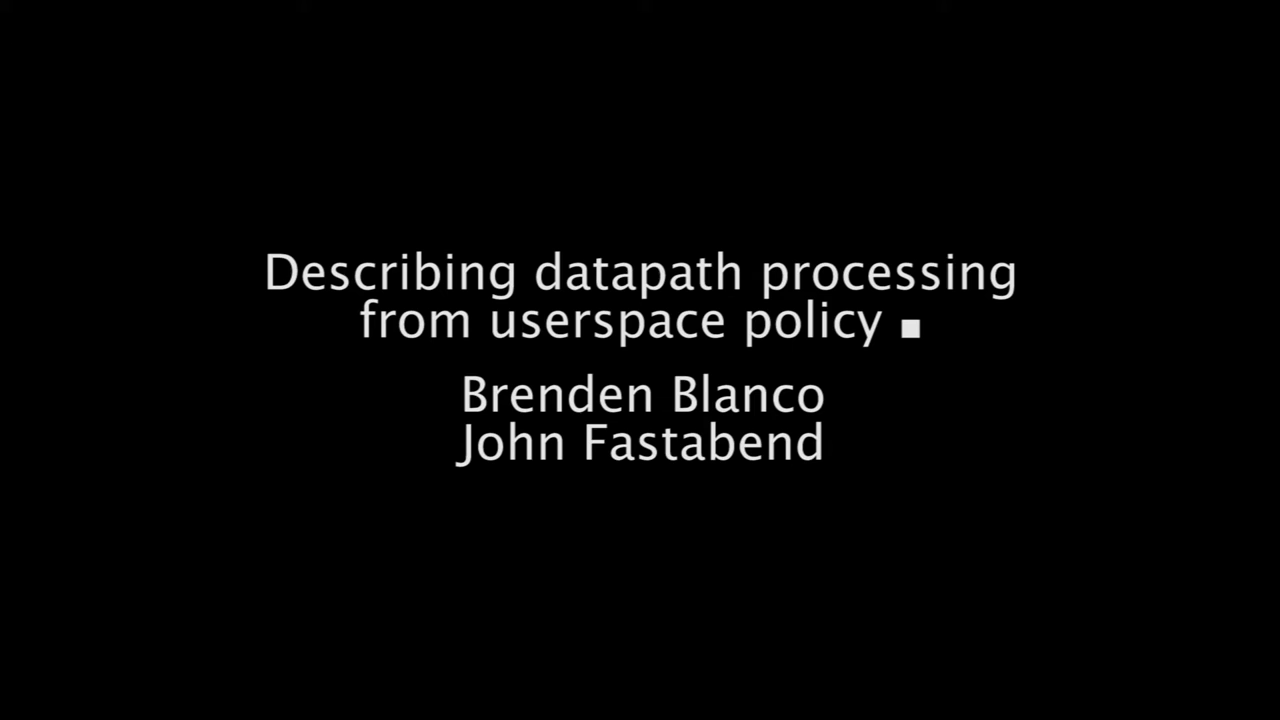 Describing datapath processing
from userspace policy ■
Brenden Blanco
John Fastabend